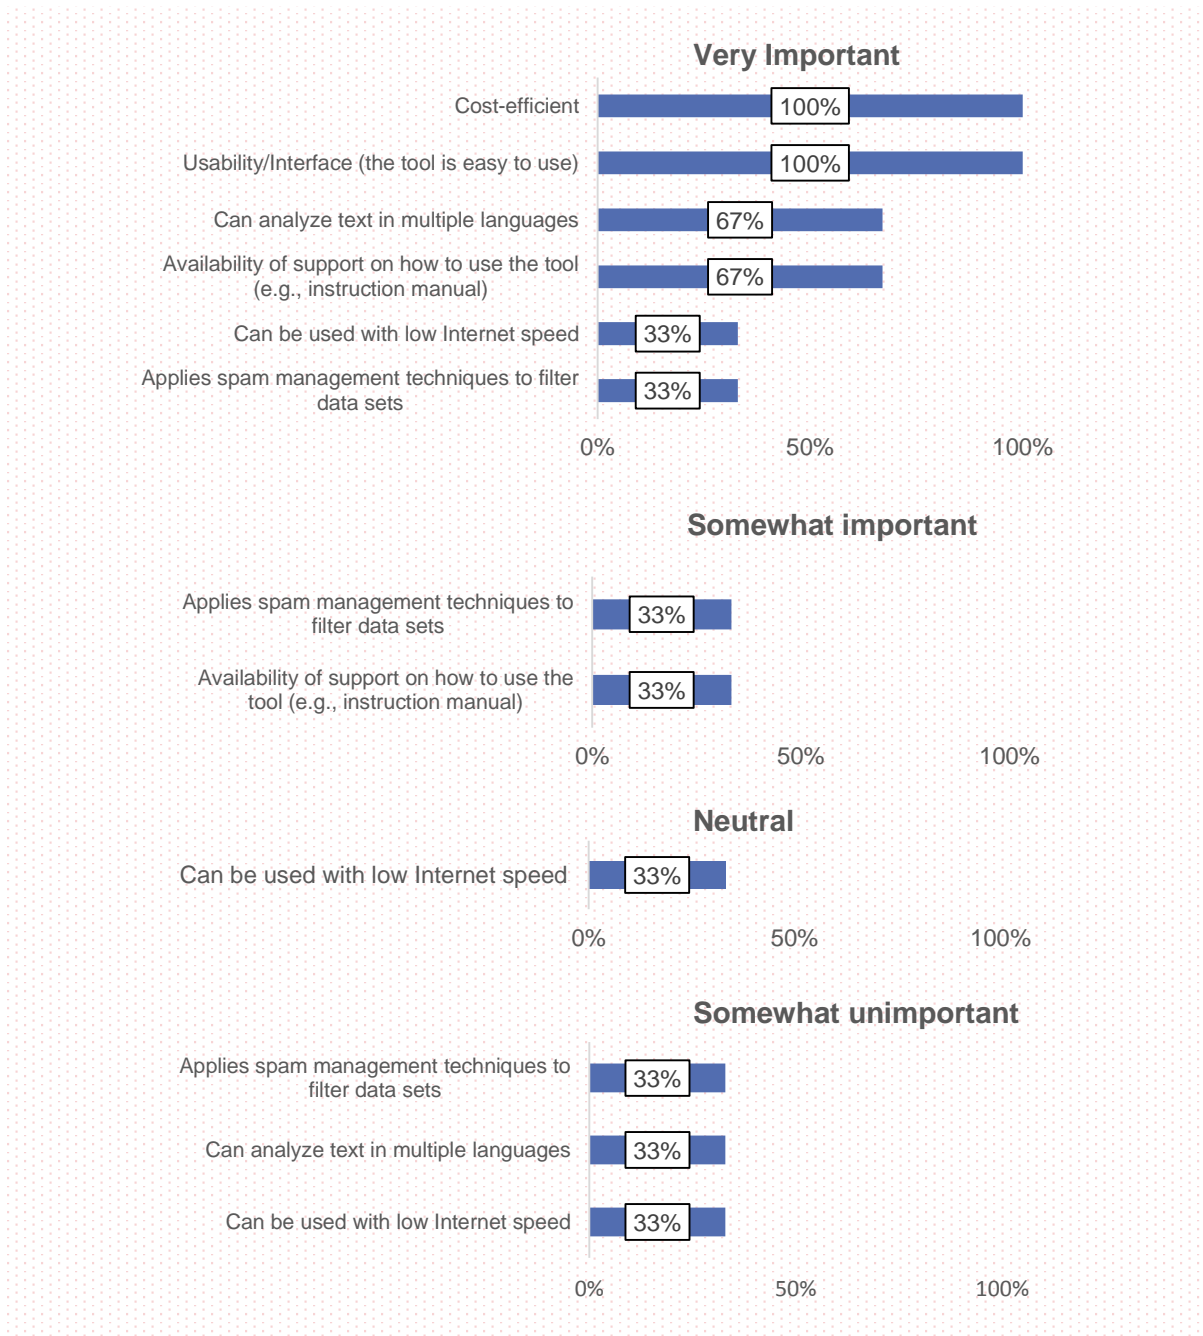 Very Important
Cost-efficient
100%
Usability/Interface (the tool is easy to use)
100%
Can analyze text in multiple languages
67%
Availability of support on how to use the tool
(e.g., instruction manual)
67%
Can be used with low Internet speed
33%
Applies spam management techniques to filter
data sets
33%
0% 50% 100%
Somewhat important
Applies spam management techniques to
filter data sets
33%
Availability of support on how to use the
tool (e.g., instruction manual)
33%
0% 50% 100%
Neutral
Can be used with low Internet speed
33%
0% 50% 100%
Somewhat unimportant
Applies spam management techniques to
filter data sets
33%
Can analyze text in multiple languages
33%
Can be used with low Internet speed
33%
0% 50% 100%